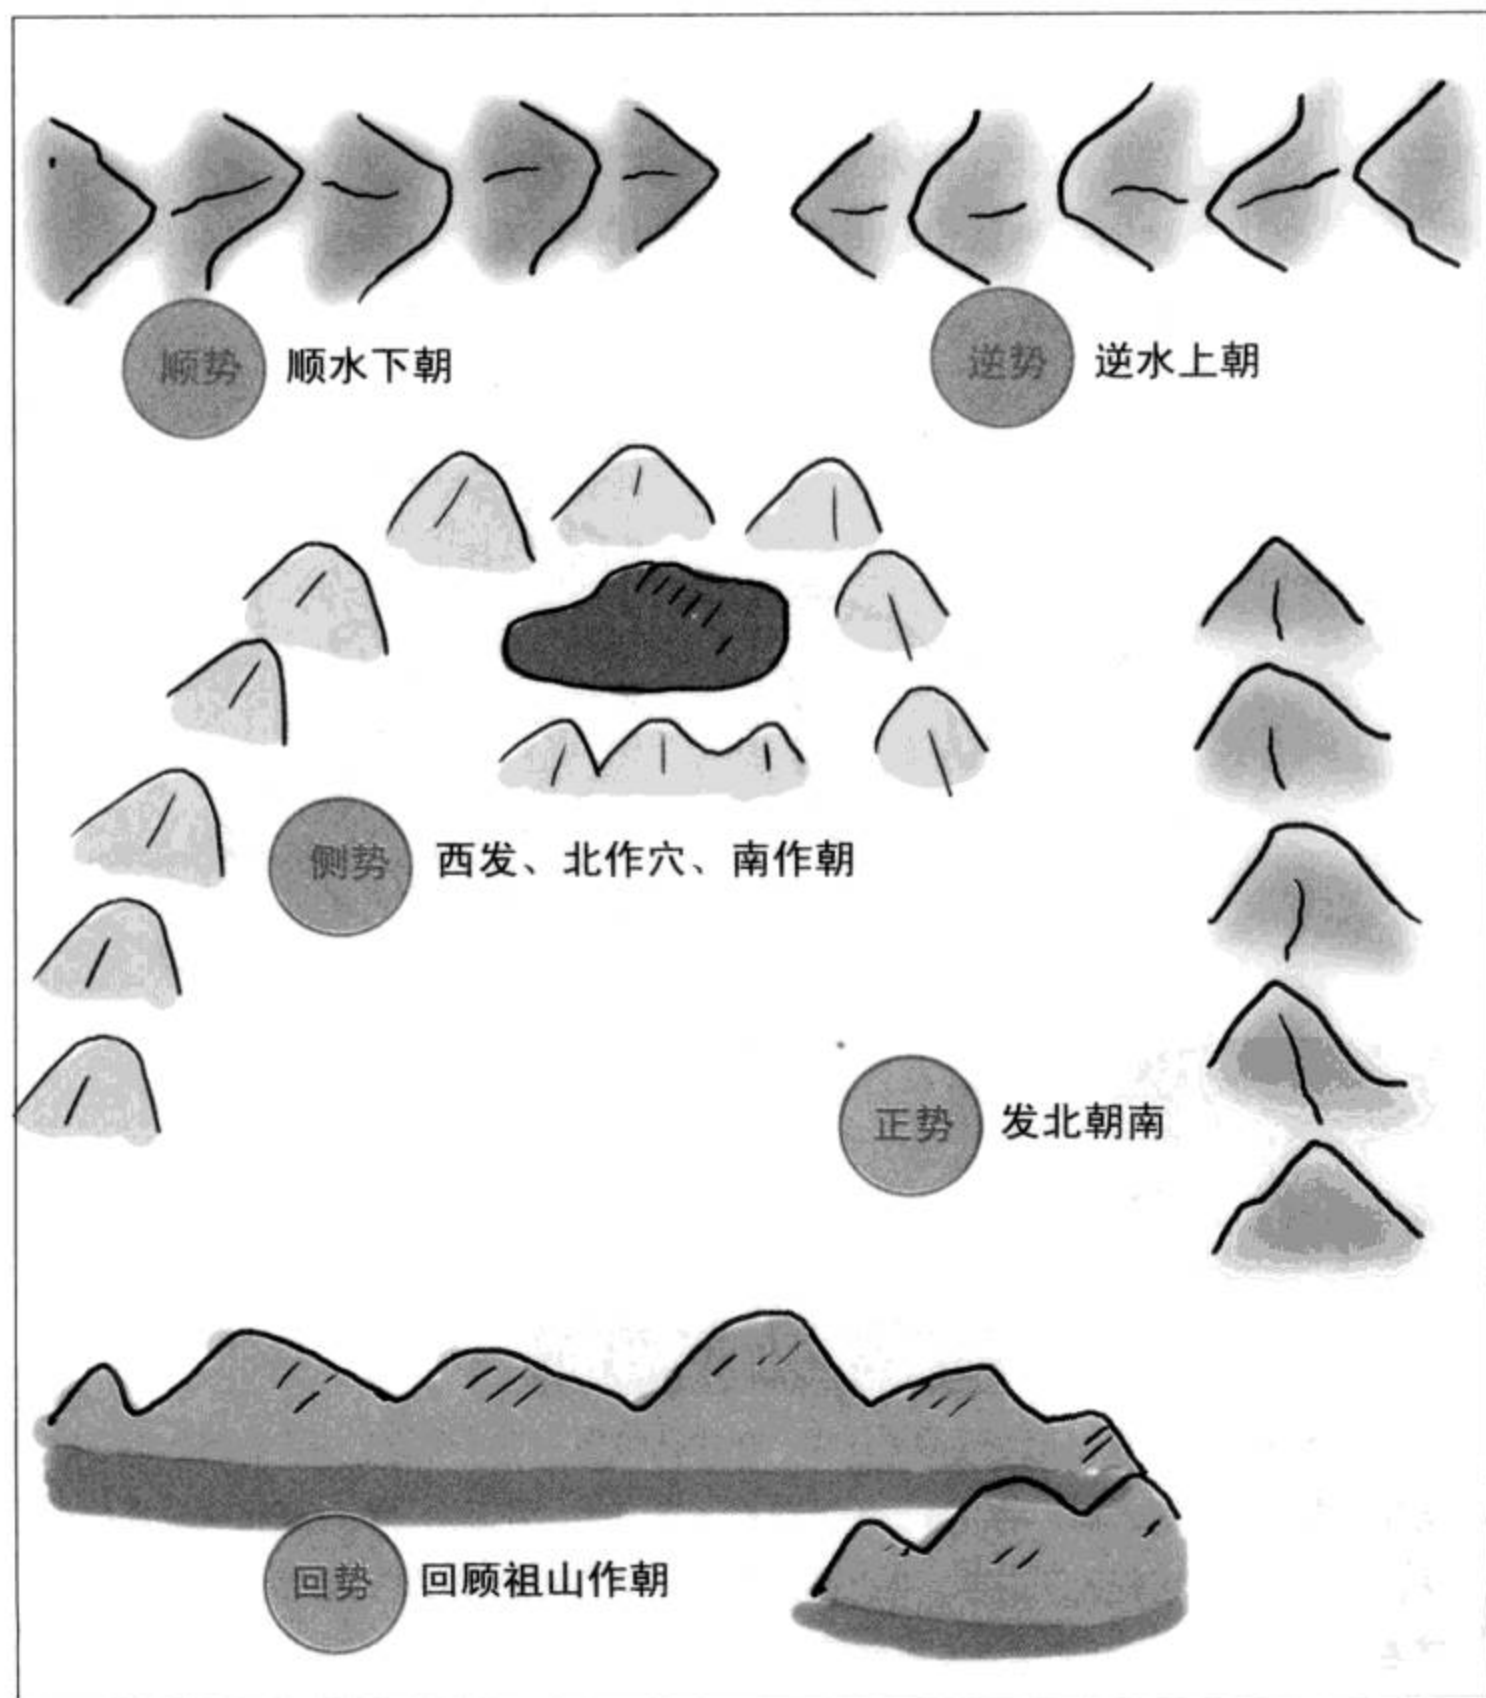 顺势 顺水下朝
逆势 逆水上朝
侧势 西发、北作穴、南作朝
正势 发北朝南
回势 回顾祖山作朝